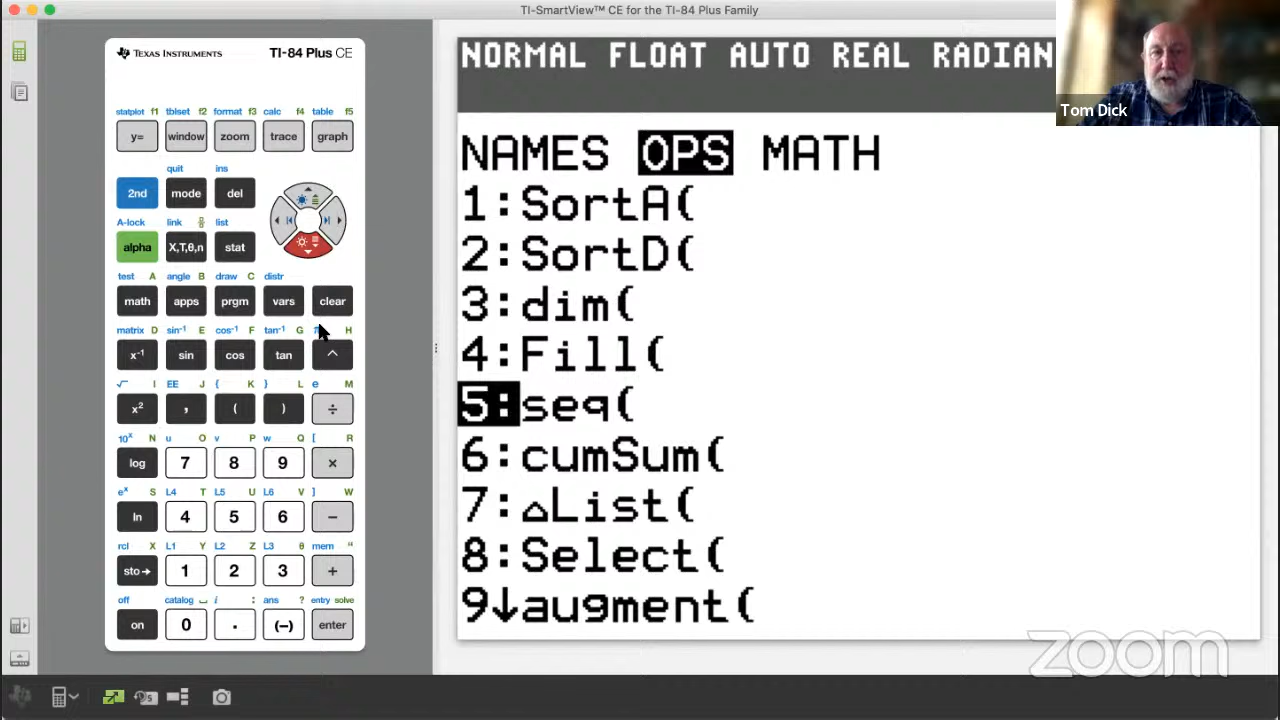 TI-SmartView™ CE for the TI-84 Plus Family
TEXAS INSTRUMENTS TI-84 Plus CE
statplot f1 tblset f2 format f3 calc f4 table f5
y= window zoom trace graph
quit ins
2nd mode del
A-lock link list
alpha X,T,θ,n stat
test A angle B draw C distr
math apps prgm vars clear
matrix D sin⁻¹ E cos⁻¹ F tan⁻¹ G π H
x⁻¹ sin cos tan ^
√ I EE J { K } L e M
x² , ( ) ÷
10ˣ N u O v P w Q [ R
log 7 8 9 ×
eˣ S L4 T L5 U L6 V ] W
ln 4 5 6 −
rcl X L1 Y L2 Z L3 θ mem "
sto→ 1 2 3 +
off catalog ␣ i : ans ? entry solve
on 0 . (−) enter
NORMAL FLOAT AUTO REAL RADIAN
NAMES OPS MATH
1:SortA(
2:SortD(
3:dim(
4:Fill(
5:seq(
6:cumSum(
7:△List(
8:Select(
9↓augment(
Tom Dick
zoom